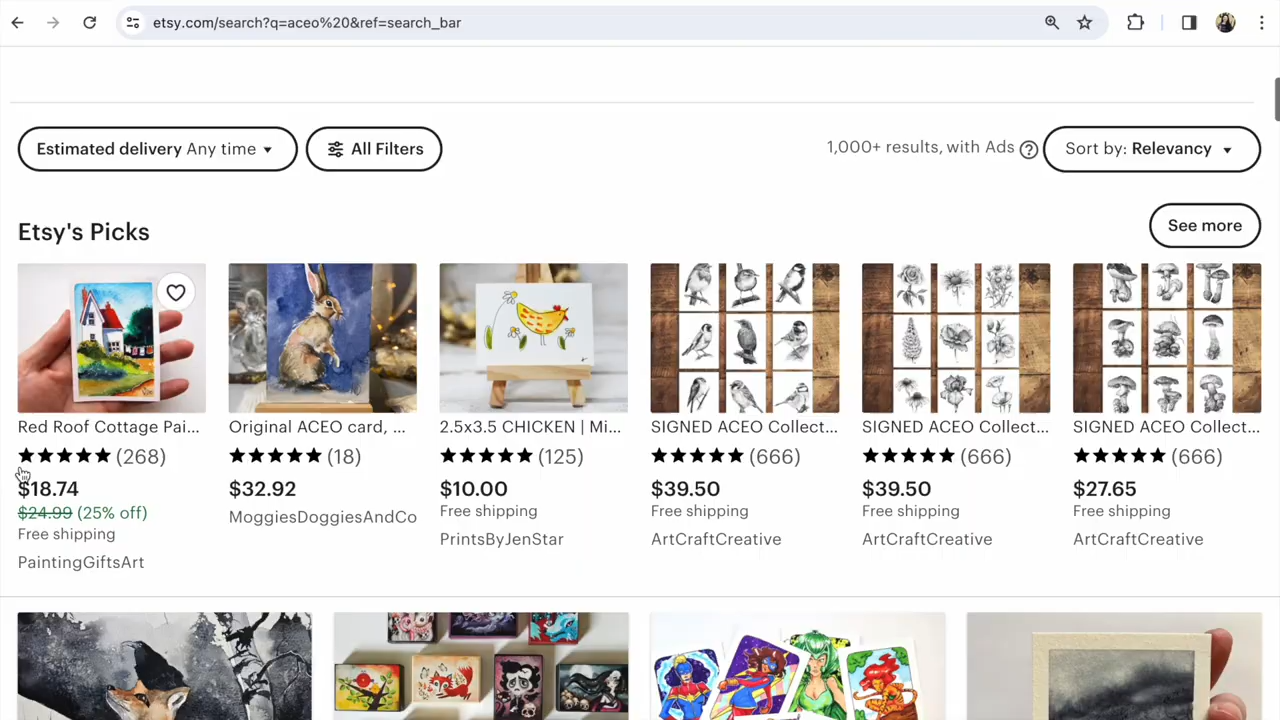 etsy.com/search?q=aceo%20&ref=search_bar
Estimated delivery Any time
All Filters
1,000+ results, with Ads
Sort by: Relevancy
Etsy's Picks
See more
Red Roof Cottage Pai...
Original ACEO card, ...
2.5x3.5 CHICKEN | Mi...
SIGNED ACEO Collect...
SIGNED ACEO Collect...
SIGNED ACEO Collect...
(268)
(18)
(125)
(666)
(666)
(666)
$18.74
$32.92
$10.00
$39.50
$39.50
$27.65
$24.99 (25% off)
MoggiesDoggiesAndCo
Free shipping
Free shipping
Free shipping
Free shipping
Free shipping
PrintsByJenStar
ArtCraftCreative
ArtCraftCreative
ArtCraftCreative
PaintingGiftsArt